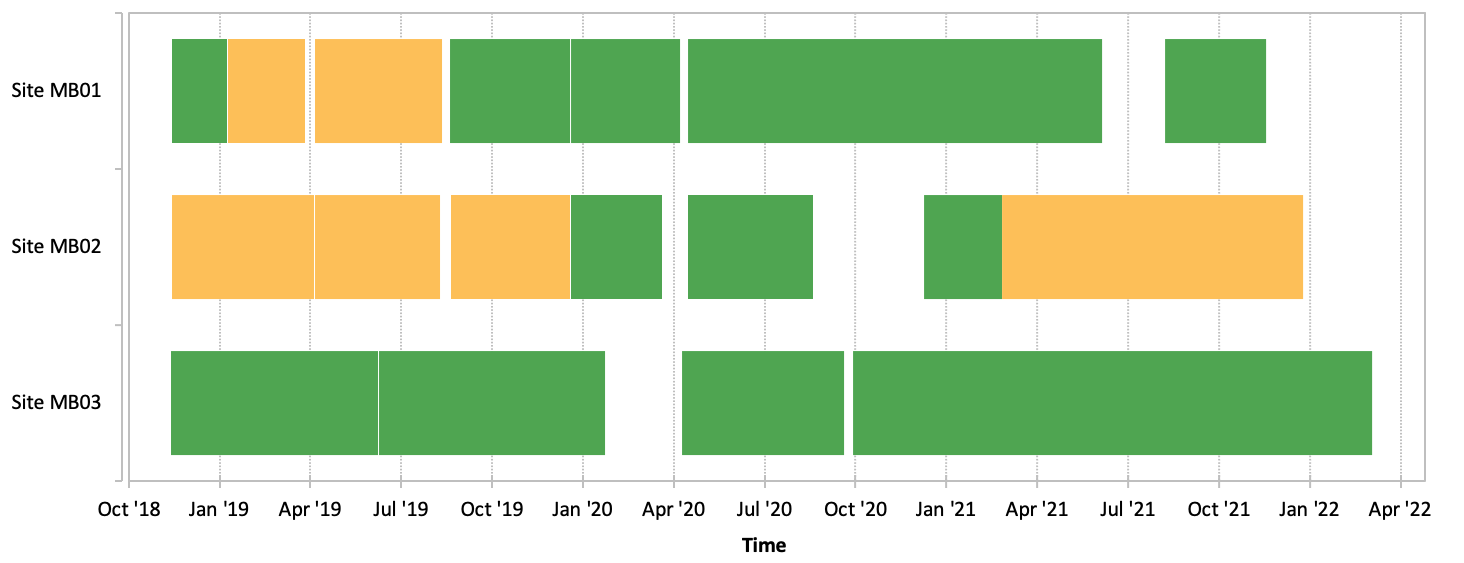 Site MB01
Site MB02
Site MB03
Oct '18 Jan '19 Apr '19 Jul '19 Oct '19 Jan '20 Apr '20 Jul '20 Oct '20 Jan '21 Apr '21 Jul '21 Oct '21 Jan '22 Apr '22
Time